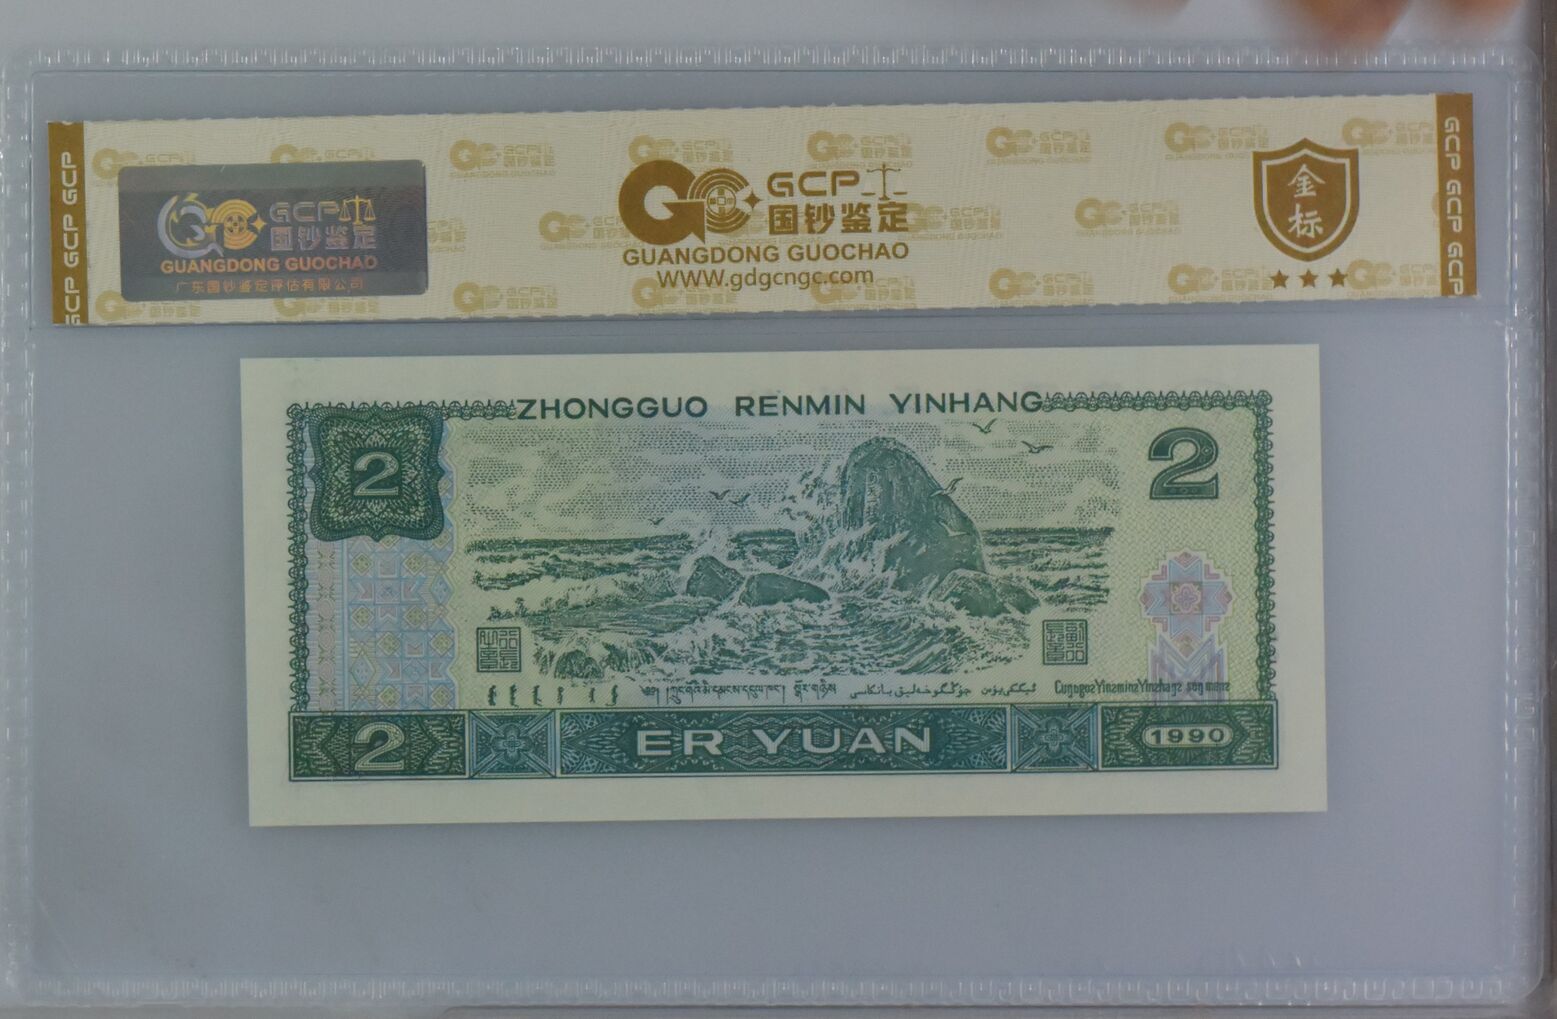 GCP GCP GCP
GCP
国钞鉴定
GUANGDONG GUOCHAO
广东国钞鉴定评估有限公司
GCP
国钞鉴定
GUANGDONG GUOCHAO
WWW.gdgcngc.com
金
标
GCP GCP GCP
ZHONGGUO RENMIN YINHANG
2
2
2
ER YUAN
1990